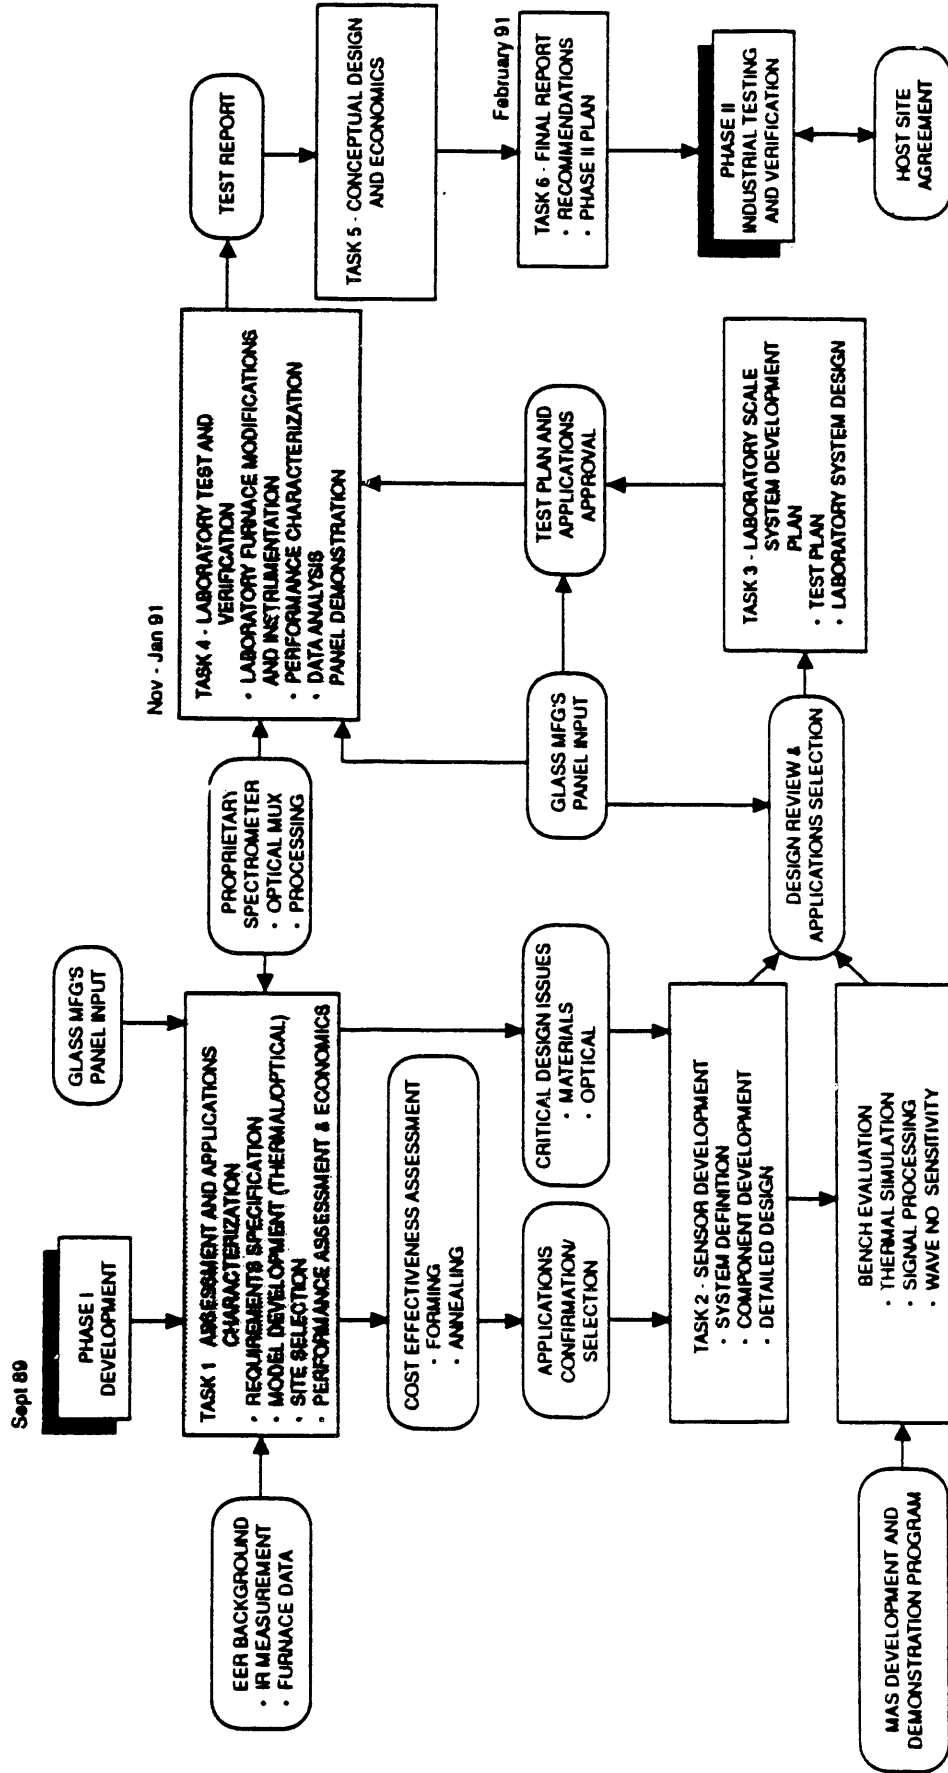 Sept 89
PHASE I
DEVELOPMENT
GLASS MFG'S
PANEL INPUT
EER BACKGROUND
· IR MEASUREMENT
· FURNACE DATA
TASK 1 ASSESSMENT AND APPLICATIONS
CHARACTERIZATION
· REQUIREMENTS SPECIFICATION
· MODEL DEVELOPMENT (THERMAL/OPTICAL)
· SITE SELECTION
· PERFORMANCE ASSESSMENT & ECONOMICS
PROPRIETARY
SPECTROMETER
· OPTICAL MUX
· PROCESSING
COST EFFECTIVENESS ASSESSMENT
· FORMING
· ANNEALING
APPLICATIONS
CONFIRMATION/
SELECTION
CRITICAL DESIGN ISSUES
· MATERIALS
· OPTICAL
TASK 2 - SENSOR DEVELOPMENT
· SYSTEM DEFINITION
· COMPONENT DEVELOPMENT
· DETAILED DESIGN
MAS DEVELOPMENT AND
DEMONSTRATION PROGRAM
BENCH EVALUATION
· THERMAL SIMULATION
· SIGNAL PROCESSING
· WAVE NO SENSITIVITY
DESIGN REVIEW &
APPLICATIONS SELECTION
GLASS MFG'S
PANEL INPUT
TASK 3 - LABORATORY SCALE
SYSTEM DEVELOPMENT
PLAN
· TEST PLAN
· LABORATORY SYSTEM DESIGN
TEST PLAN AND
APPLICATIONS
APPROVAL
Nov - Jan 91
TASK 4 - LABORATORY TEST AND
VERIFICATION
· LABORATORY FURNACE MODIFICATIONS
AND INSTRUMENTATION
· PERFORMANCE CHARACTERIZATION
· DATA ANALYSIS
PANEL DEMONSTRATION
TEST REPORT
TASK 5 - CONCEPTUAL DESIGN
AND ECONOMICS
February 91
TASK 6 - FINAL REPORT
· RECOMMENDATIONS
· PHASE II PLAN
PHASE II
INDUSTRIAL TESTING
AND VERIFICATION
HOST SITE
AGREEMENT